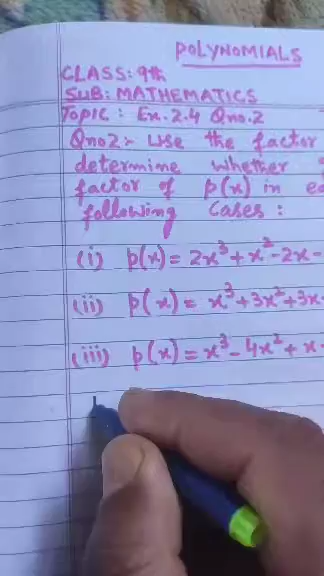 POLYNOMIALS
CLASS: 9th
SUB: MATHEMATICS
TOPIC : Ex. 2.4 Qno.2
Qno2:- Use the factor
determine whether
factor of p(x) in
following Cases :
(i) p(x) = 2x³ + x² - 2x -
(ii) p(x) = x³ + 3x² + 3x +
(iii) p(x) = x³ - 4x² + x -